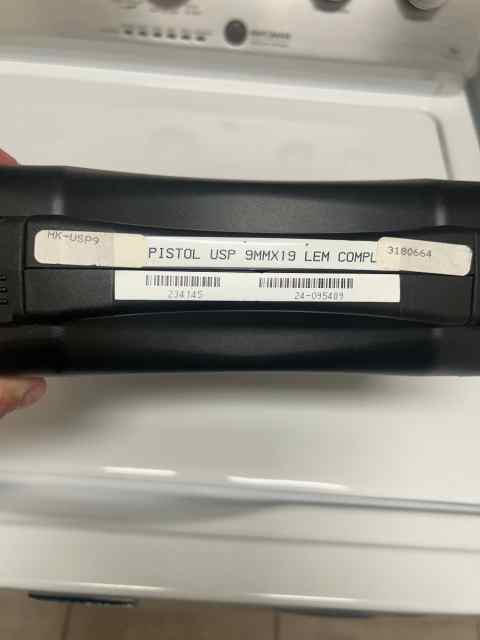 HK-USP9
PISTOL USP 9MMX19 LEM COMPL
3180664
234145
24-095489